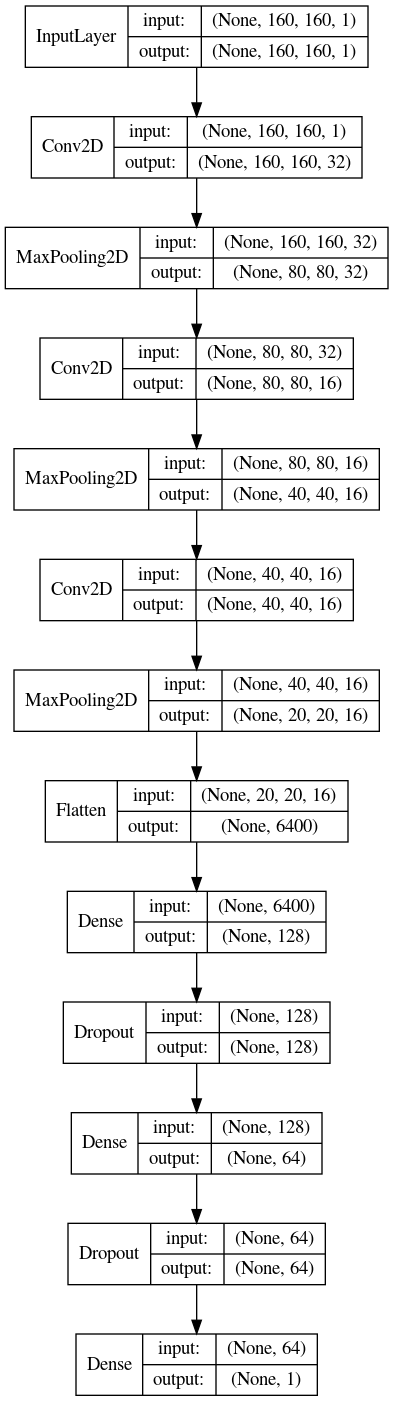 InputLayer
input: (None, 160, 160, 1)
output: (None, 160, 160, 1)
Conv2D
input: (None, 160, 160, 1)
output: (None, 160, 160, 32)
MaxPooling2D
input: (None, 160, 160, 32)
output: (None, 80, 80, 32)
Conv2D
input: (None, 80, 80, 32)
output: (None, 80, 80, 16)
MaxPooling2D
input: (None, 80, 80, 16)
output: (None, 40, 40, 16)
Conv2D
input: (None, 40, 40, 16)
output: (None, 40, 40, 16)
MaxPooling2D
input: (None, 40, 40, 16)
output: (None, 20, 20, 16)
Flatten
input: (None, 20, 20, 16)
output: (None, 6400)
Dense
input: (None, 6400)
output: (None, 128)
Dropout
input: (None, 128)
output: (None, 128)
Dense
input: (None, 128)
output: (None, 64)
Dropout
input: (None, 64)
output: (None, 64)
Dense
input: (None, 64)
output: (None, 1)